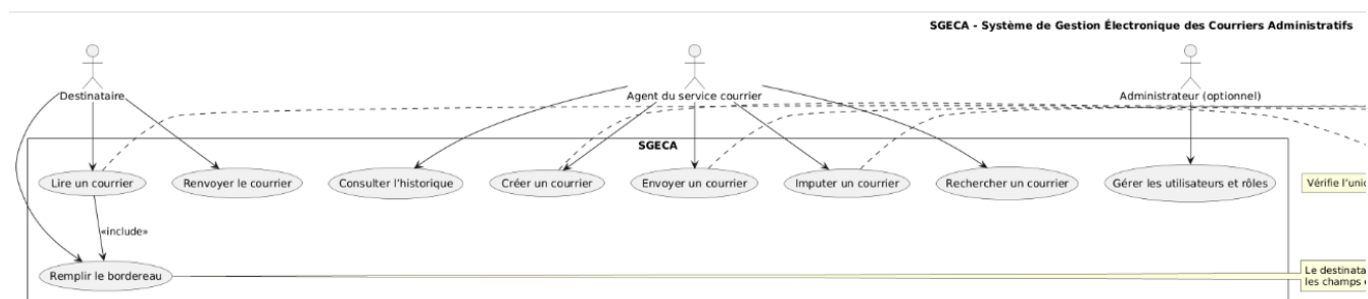 SGECA - Système de Gestion Électronique des Courriers Administratifs
Destinataire
Agent du service courrier
Administrateur (optionnel)
SGECA
Lire un courrier
Renvoyer le courrier
Consulter l'historique
Créer un courrier
Envoyer un courrier
Imputer un courrier
Rechercher un courrier
Gérer les utilisateurs et rôles
Vérifie l'unic
«include»
Remplir le bordereau
Le destinata
les champs